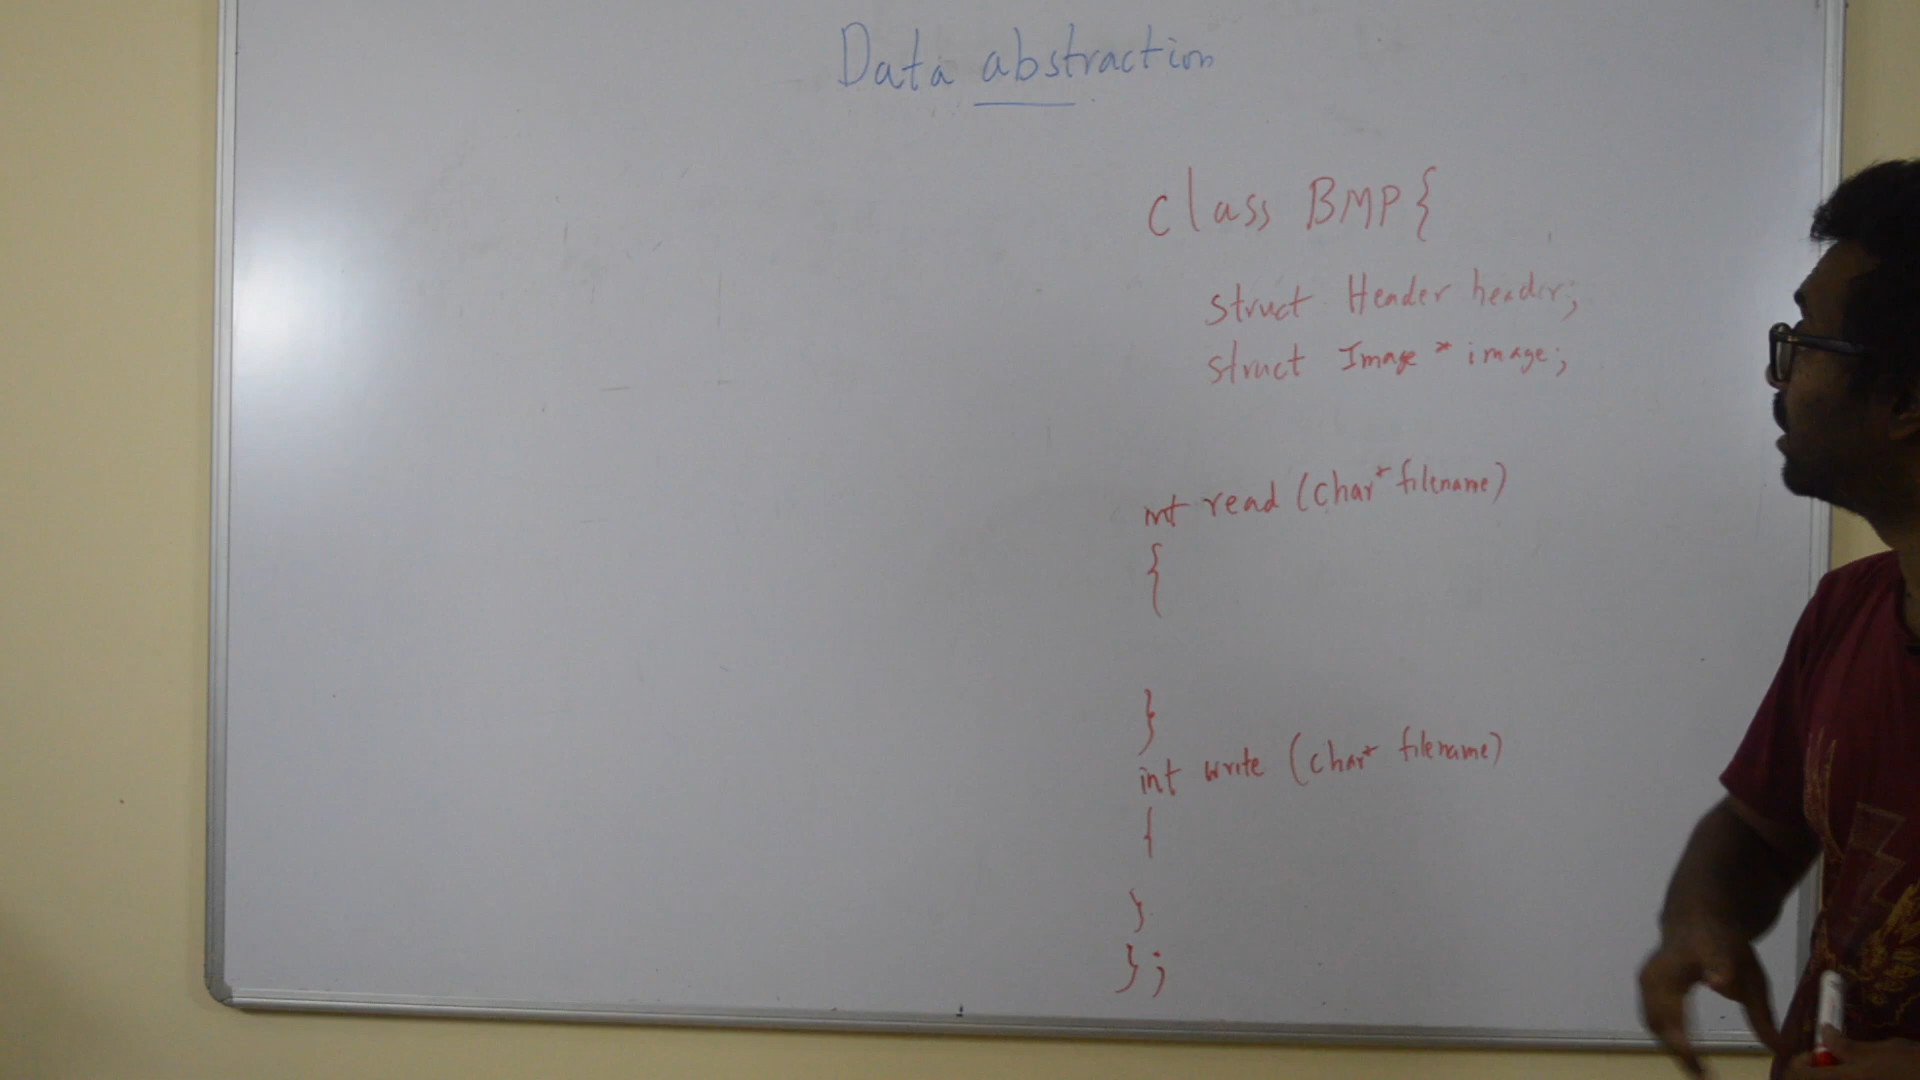 Data abstraction
class BMP{
struct Header header;
struct Image * image;
int read (char* filename)
{
}
int write (char* filename)
{
}
};